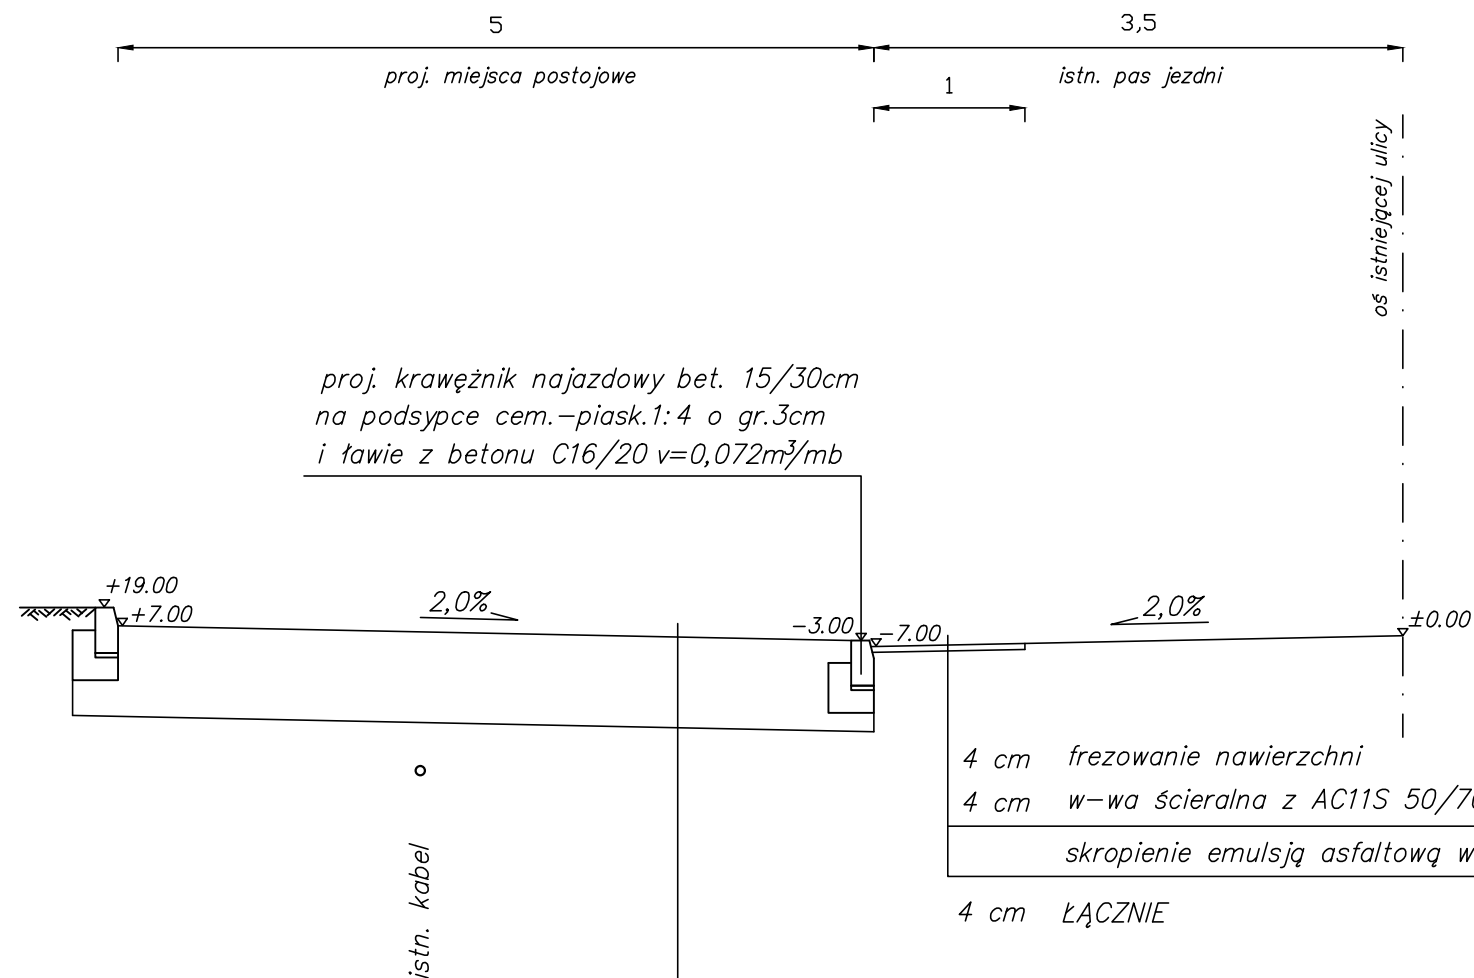 5
3,5
proj. miejsca postojowe
istn. pas jezdni
1
oś istniejącej ulicy
proj. krawężnik najazdowy bet. 15/30cm
na podsypce cem.-piask.1:4 o gr.3cm
i ławie z betonu C16/20 v=0,072m³/mb
+19.00
+7.00
2,0%
-3.00
-7.00
2,0%
±0.00
4 cm frezowanie nawierzchni
4 cm w-wa ścieralna z AC11S
skropienie emulsją asfaltową
4 cm ŁĄCZNIE
istn. kabel